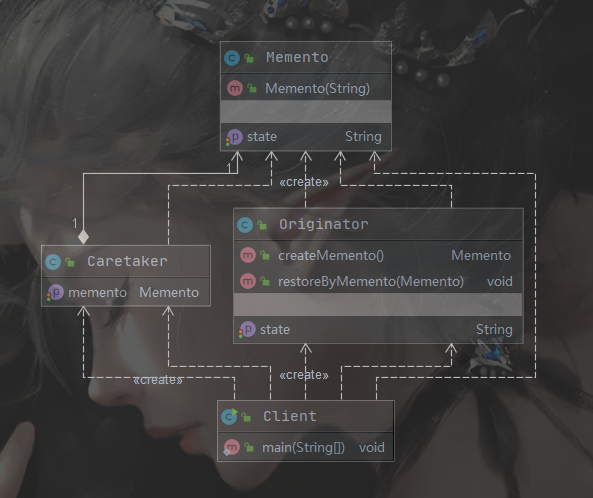 Memento
Memento(String)
state String
1
«create»
1
Originator
createMemento() Memento
restoreByMemento(Memento) void
state String
Caretaker
memento Memento
«create»
«create»
Client
main(String[]) void